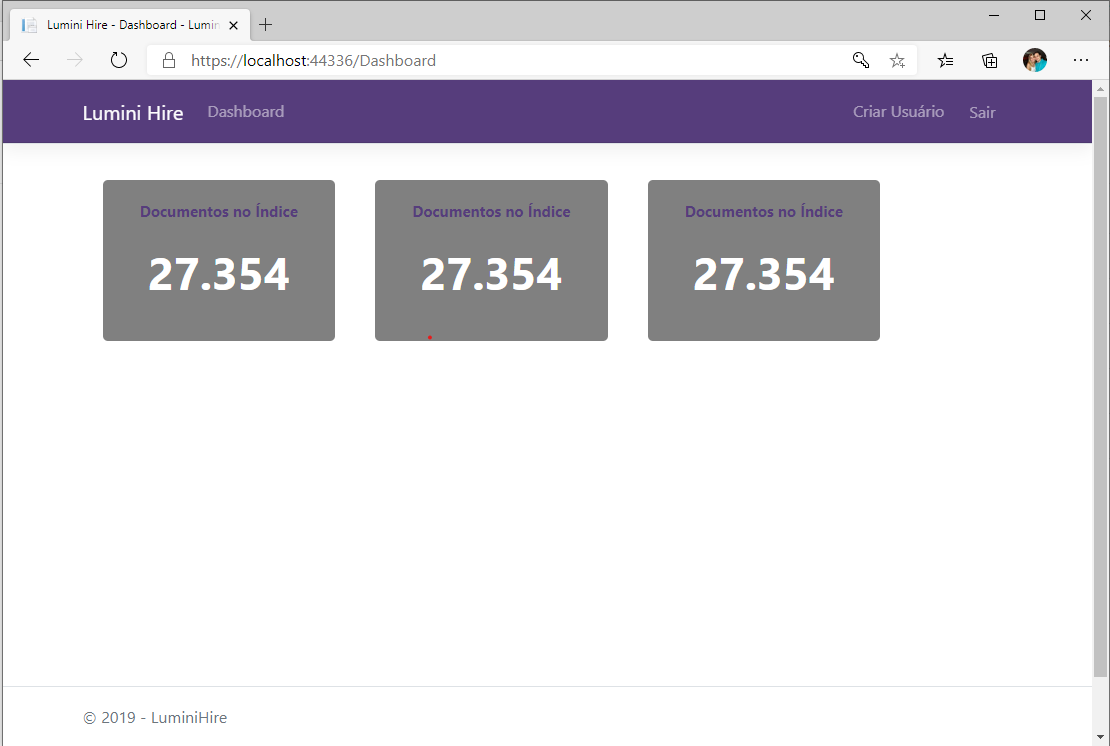 Lumini Hire - Dashboard - Lumin
https://localhost:44336/Dashboard
Lumini Hire Dashboard Criar Usuário Sair
Documentos no Índice Documentos no Índice Documentos no Índice
27.354 27.354 27.354
© 2019 - LuminiHire